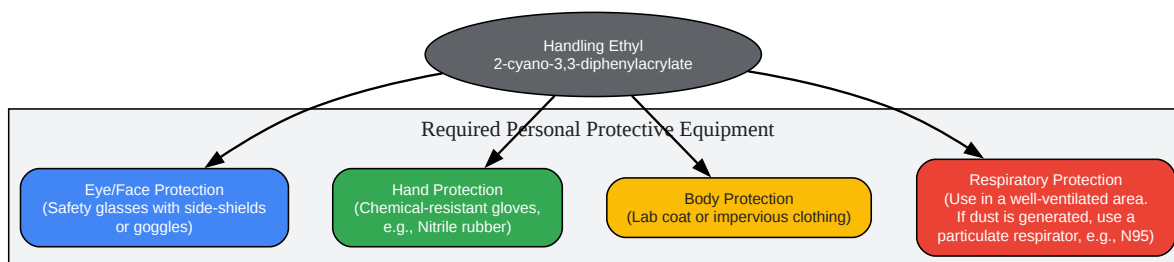 Handling Ethyl
2-cyano-3,3-diphenylacrylate
Required Personal Protective Equipment
Eye/Face Protection
(Safety glasses with side-shields
or goggles)
Hand Protection
(Chemical-resistant gloves,
e.g., Nitrile rubber)
Body Protection
(Lab coat or impervious clothing)
Respiratory Protection
(Use in a well-ventilated area.
If dust is generated, use a
particulate respirator, e.g., N95)